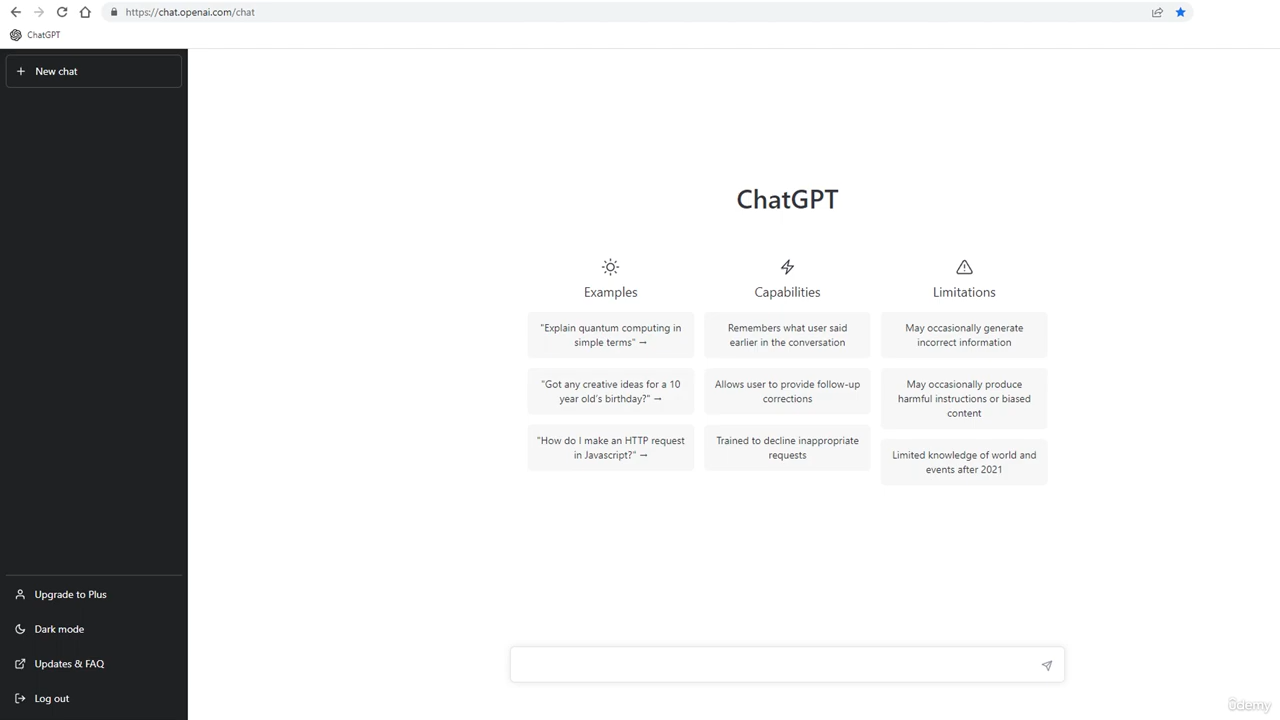 https://chat.openai.com/chat
ChatGPT
New chat
ChatGPT
Examples
"Explain quantum computing in
simple terms" →
"Got any creative ideas for a 10
year old's birthday?" →
"How do I make an HTTP request
in Javascript?" →
Capabilities
Remembers what user said
earlier in the conversation
Allows user to provide follow-up
corrections
Trained to decline inappropriate
requests
Limitations
May occasionally generate
incorrect information
May occasionally produce
harmful instructions or biased
content
Limited knowledge of world and
events after 2021
Upgrade to Plus
Dark mode
Updates & FAQ
Log out
ûdemy